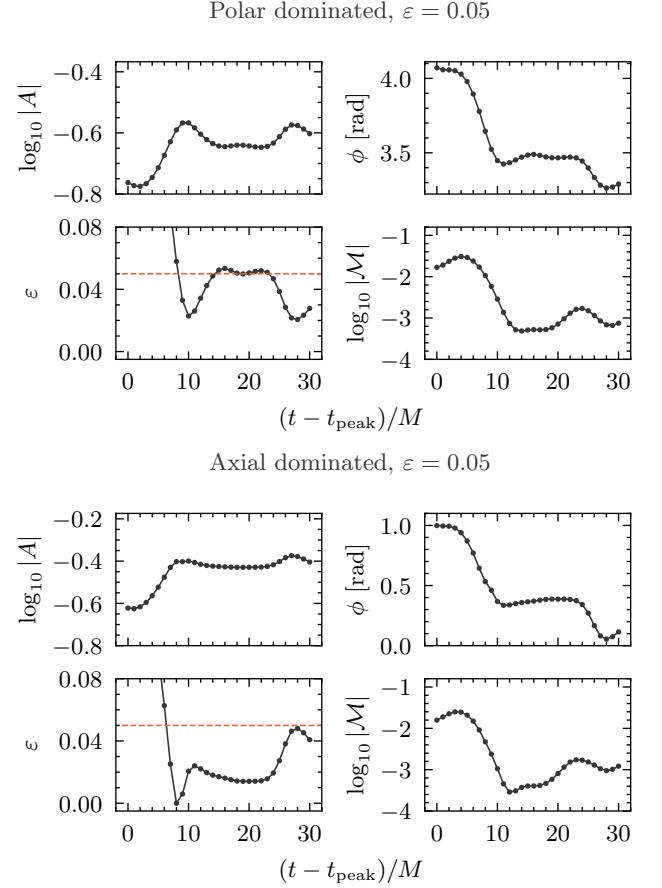 Polar dominated, ε = 0.05
log₁₀ |A|
−0.4
−0.6
−0.8
ϕ [rad]
4.0
3.5
ε
0.08
0.04
0.00
0 10 20 30
log₁₀ |ℳ|
−1
−2
−3
−4
0 10 20 30
(t − t_peak)/M
Axial dominated, ε = 0.05
log₁₀ |A|
−0.2
−0.4
−0.6
−0.8
ϕ [rad]
1.0
0.5
0.0
ε
0.08
0.04
0.00
0 10 20 30
log₁₀ |ℳ|
−1
−2
−3
−4
0 10 20 30
(t − t_peak)/M